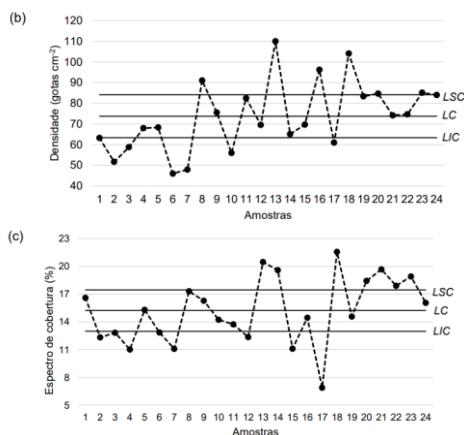 (b)
Densidade (gotas cm⁻²)
120
110
100
90
80
70
60
50
40
LSC
LC
LIC
1 2 3 4 5 6 7 8 9 10 11 12 13 14 15 16 17 18 19 20 21 22 23 24
Amostras
(c)
Espectro de cobertura (%)
23
20
17
14
11
8
5
LSC
LC
LIC
1 2 3 4 5 6 7 8 9 10 11 12 13 14 15 16 17 18 19 20 21 22 23 24
Amostras